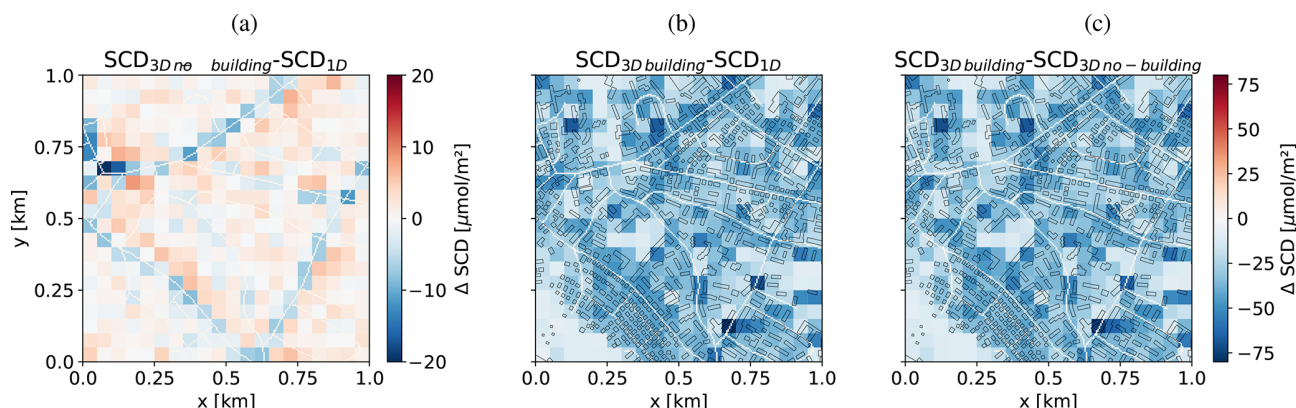 (a)
(b)
(c)
SCD3D no building-SCD1D
SCD3D building-SCD1D
SCD3D building-SCD3D no−building
1.0
0.75
0.5
0.25
0.0
y [km]
0.0 0.25 0.5 0.75 1.0
x [km]
20
10
0
−10
−20
Δ SCD [μmol/m²]
0.0 0.25 0.5 0.75 1.0
x [km]
0.0 0.25 0.5 0.75 1.0
x [km]
75
50
25
0
−25
−50
−75
Δ SCD [μmol/m²]